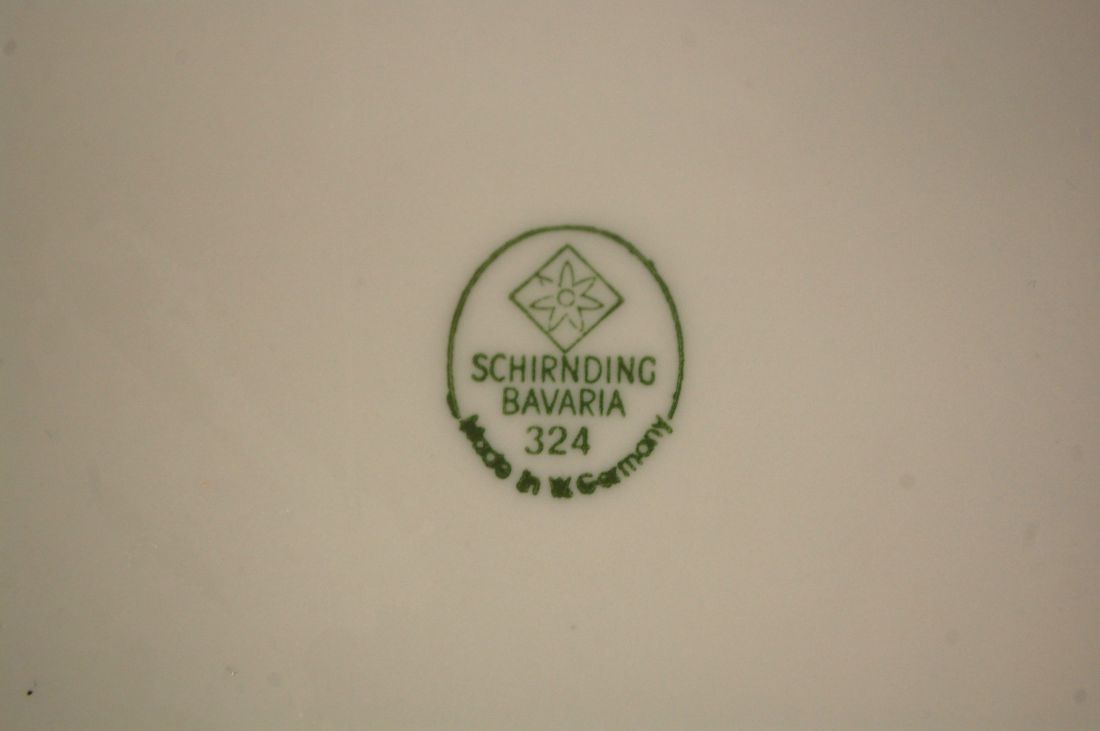 SCHIRNDING
BAVARIA
324
Made in W. Germany